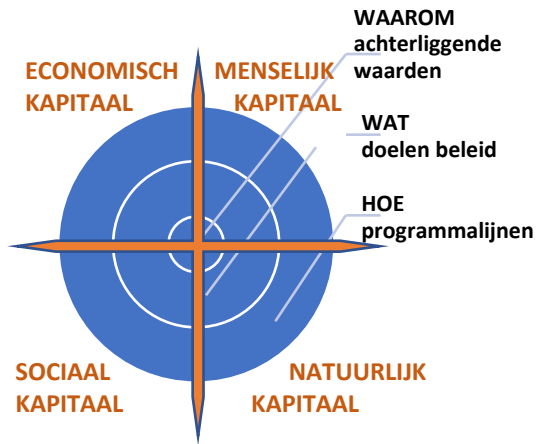 WAAROM
achterliggende
waarden
ECONOMISCH
KAPITAAL
MENSELIJK
KAPITAAL
WAT
doelen beleid
HOE
programmalijnen
SOCIAAL
KAPITAAL
NATUURLIJK
KAPITAAL